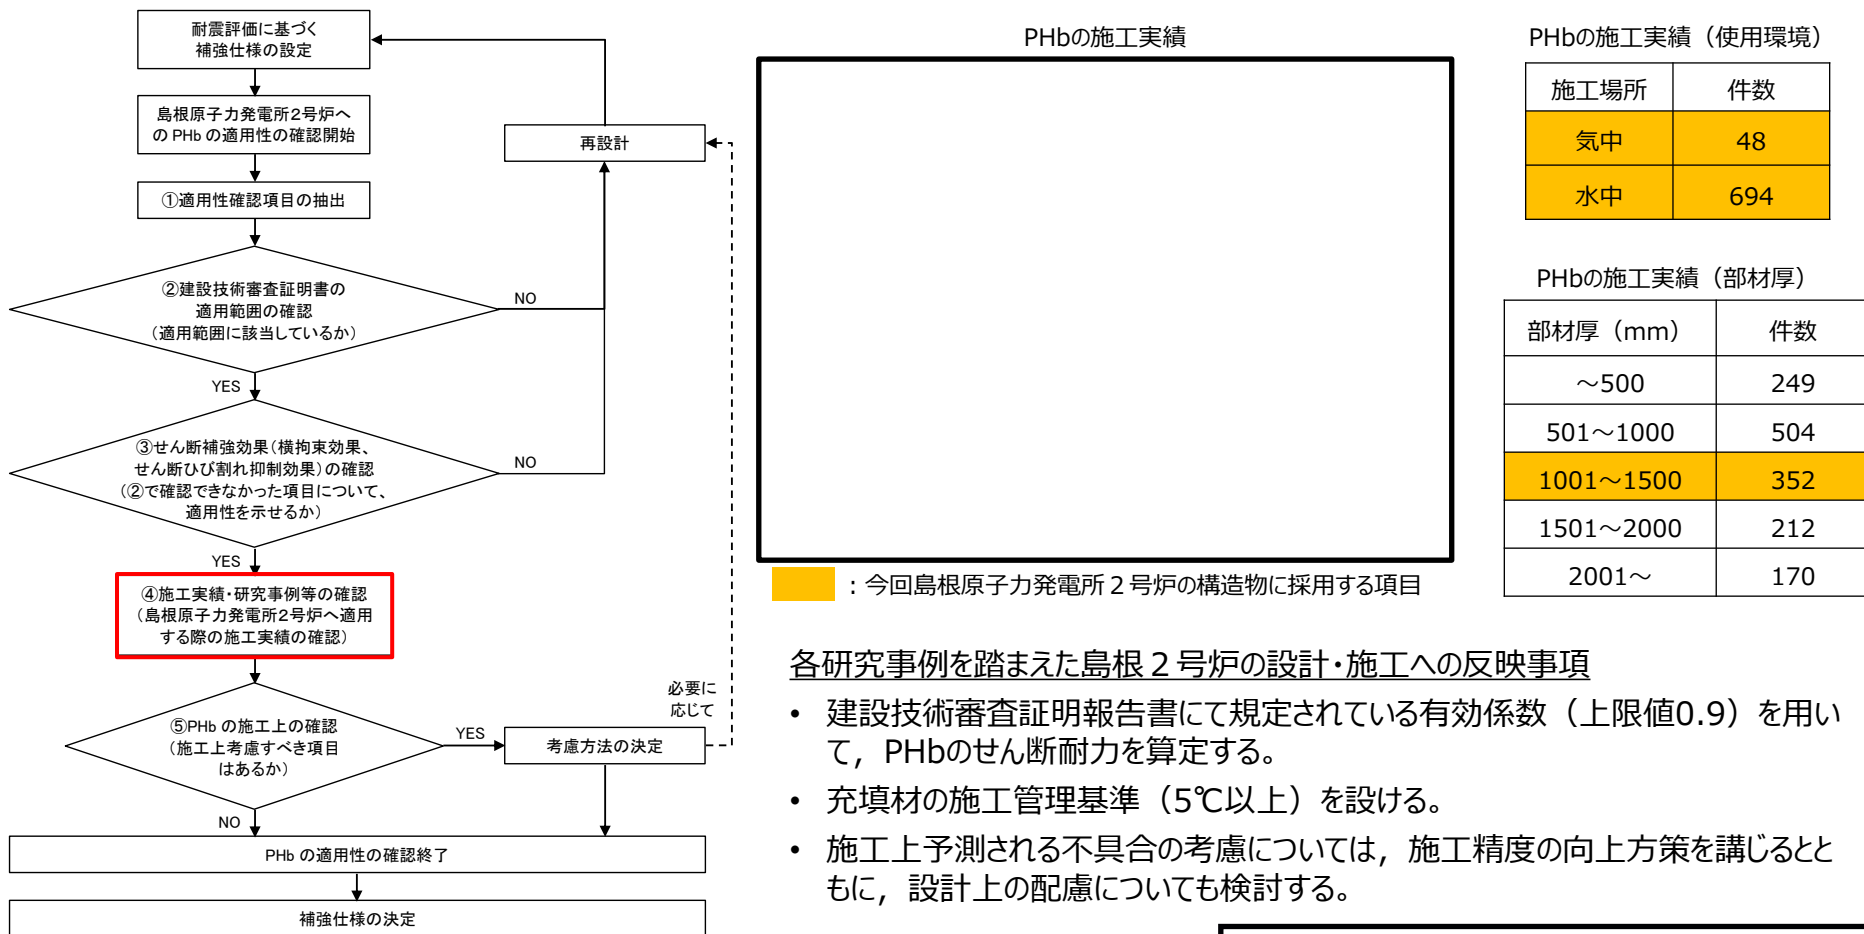 耐震評価に基づく
補強仕様の設定
島根原子力発電所2号炉へ
の PHb の適用性の確認開始
①適用性確認項目の抽出
②建設技術審査証明書の
適用範囲の確認
（適用範囲に該当しているか）
NO
YES
③せん断補強効果（横拘束効果、
せん断ひび割れ抑制効果）の確認
（②で確認できなかった項目について、
適用性を示せるか）
NO
YES
④施工実績・研究事例等の確認
（島根原子力発電所2号炉へ適用
する際の施工実績の確認）
⑤PHb の施工上の確認
（施工上考慮すべき項目
はあるか）
YES
NO
再設計
必要に
応じて
考慮方法の決定
PHb の適用性の確認終了
補強仕様の決定
PHbの施工実績
：今回島根原子力発電所２号炉の構造物に採用する項目
PHbの施工実績（使用環境）
施工場所 件数
気中 48
水中 694
PHbの施工実績（部材厚）
部材厚（mm） 件数
～500 249
501～1000 504
1001～1500 352
1501～2000 212
2001～ 170
各研究事例を踏まえた島根２号炉の設計・施工への反映事項
• 建設技術審査証明報告書にて規定されている有効係数（上限値0.9）を用い
て，PHbのせん断耐力を算定する。
• 充填材の施工管理基準（5℃以上）を設ける。
• 施工上予測される不具合の考慮については，施工精度の向上方策を講じるとと
もに，設計上の配慮についても検討する。